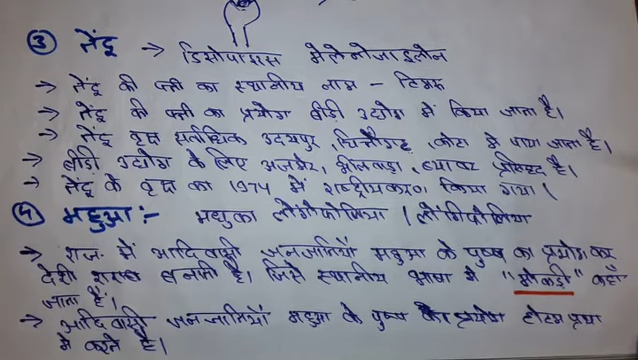 ③ तेंदू → डिसोपायरस मेलेनोजाइलोन
→ तेंदू की पत्ती का स्थानीय नाम - टिमरू
→ तेंदू की पत्ती का प्रयोग बीड़ी उद्योग में किया जाता है।
→ तेंदू वृक्ष सर्वाधिक उदयपुर, चित्तौड़गढ़, कोटा मे पाया जाता है।
→ बीड़ी उद्योग के लिए अजमेर, भीलवाड़ा, ब्यावर प्रसिद्ध है।
→ तेंदू के वृक्ष का 1974 में राष्ट्रीयकरण किया गया।
④ महुआ:- मधुका लोंगोफोलिया / लोंगिफोलिया
→ राज. में आदिवासी जनजातियाँ महुआ के पुष्प का प्रयोग कर
देशी शराब बनाती है। जिसे स्थानीय भाषा मे "मोकड़ी" कहाँ
जाता है।
→ आदिवासी जनजातियाँ महुआ के पुष्प का प्रयोग टोटम प्रथा
में करते है।